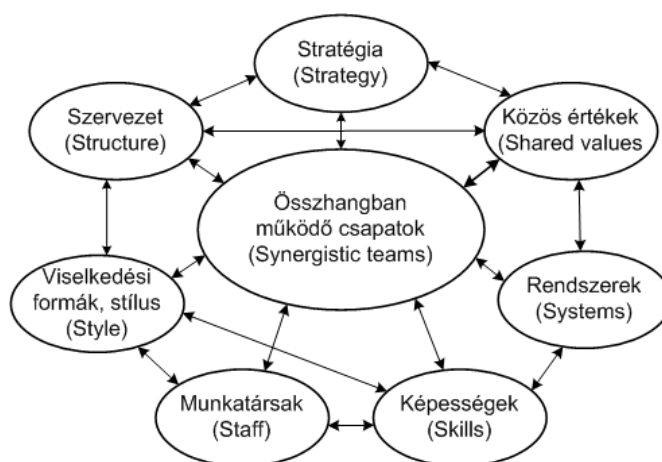 Stratégia
(Strategy)
Szervezet
(Structure)
Közös értékek
(Shared values
Összhangban
működő csapatok
(Synergistic teams)
Viselkedési
formák, stílus
(Style)
Rendszerek
(Systems)
Munkatársak
(Staff)
Képességek
(Skills)